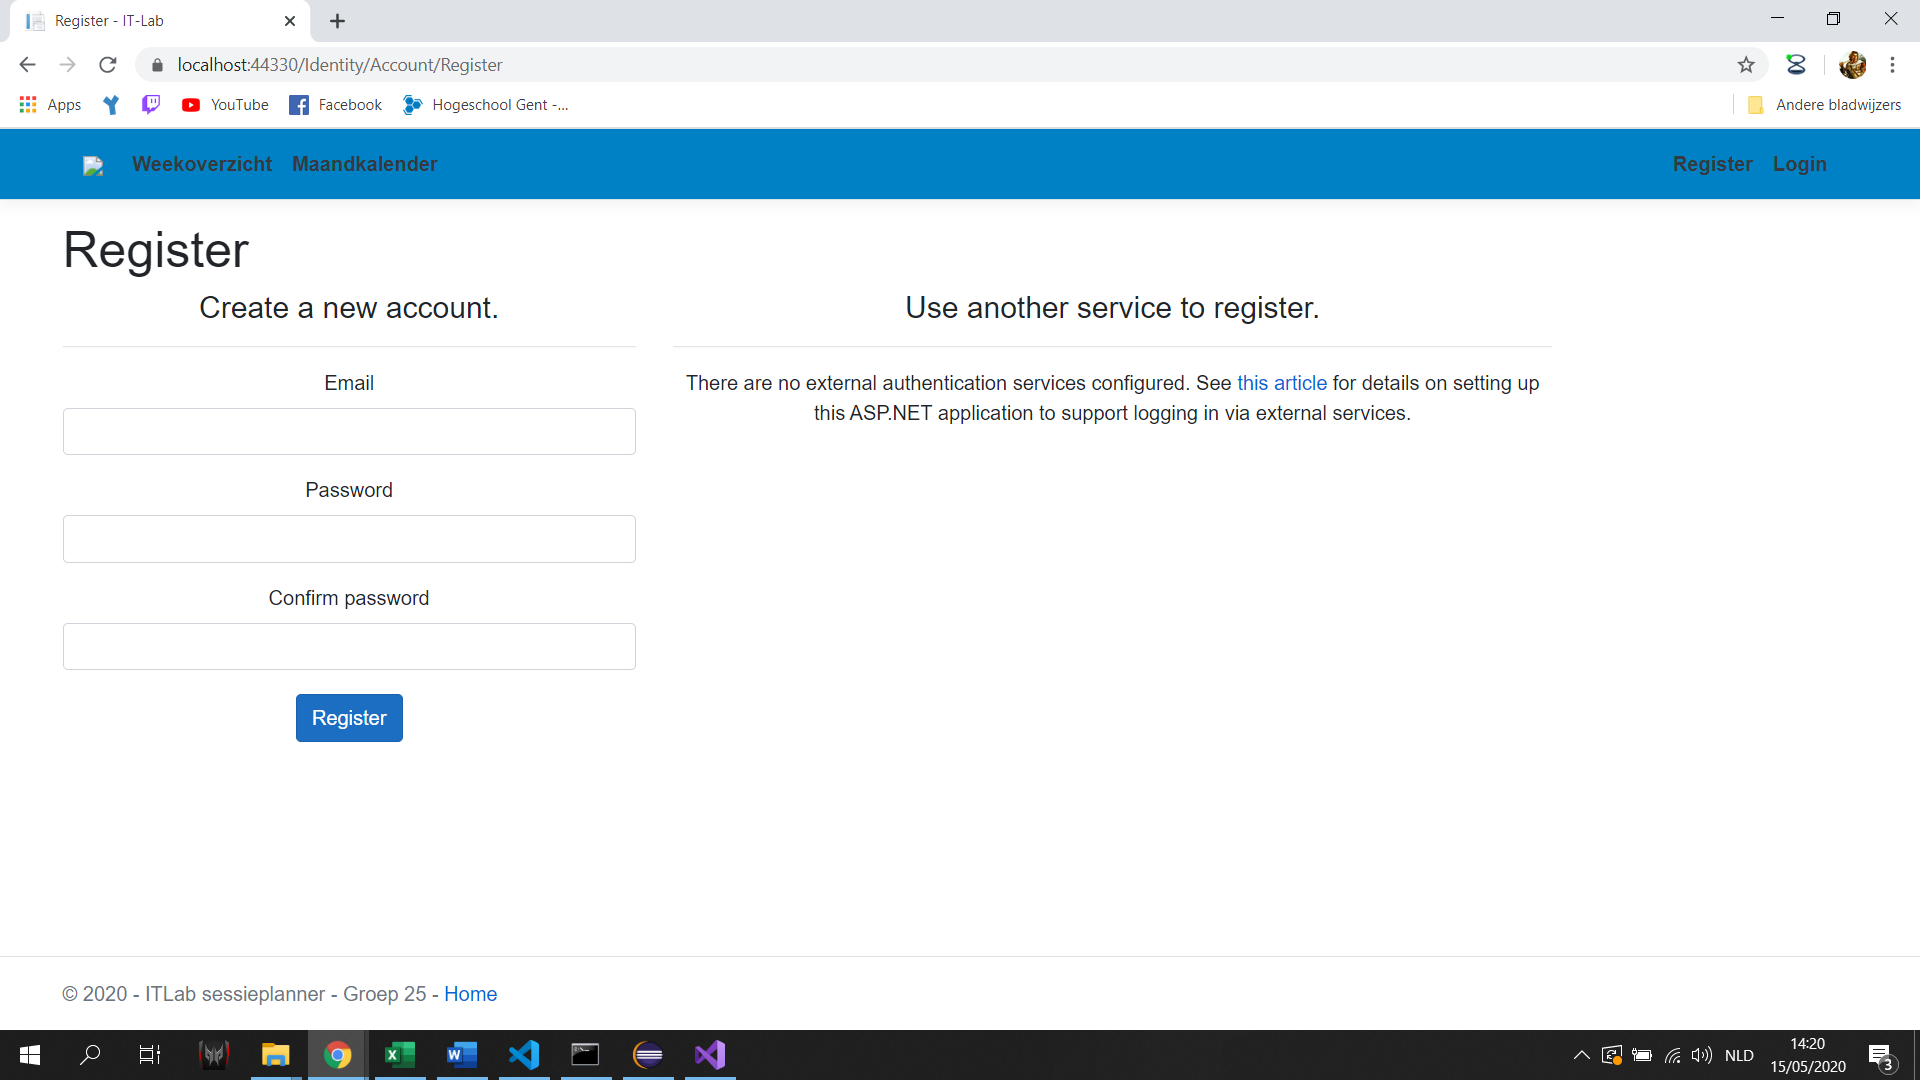 Register - IT-Lab
localhost:44330/Identity/Account/Register
Apps YouTube Facebook Hogeschool Gent -... Andere bladwijzers
Weekoverzicht Maandkalender Register Login
Register
Create a new account.
Use another service to register.
Email
Password
Confirm password
Register
There are no external authentication services configured. See this article for details on setting up
this ASP.NET application to support logging in via external services.
© 2020 - ITLab sessieplanner - Groep 25 - Home
NLD
14:20
15/05/2020
3